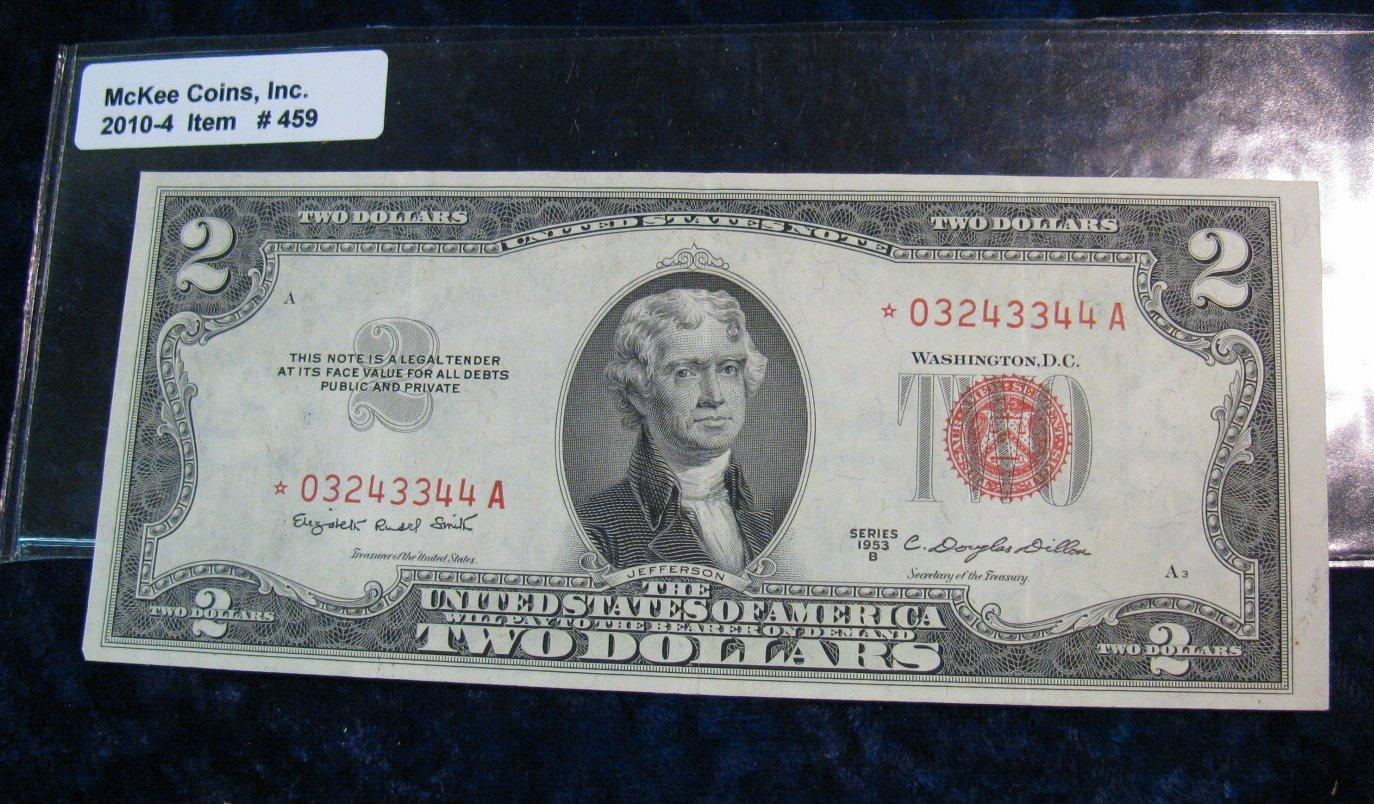 McKee Coins, Inc.
2010-4 Item # 459
2 TWO DOLLARS UNITED STATES NOTE TWO DOLLARS 2
A
☆ 03243344 A
THIS NOTE IS A LEGAL TENDER
AT ITS FACE VALUE FOR ALL DEBTS
PUBLIC AND PRIVATE
2
WASHINGTON, D.C.
TWO
☆ 03243344 A
Elizabeth Rudel Smith
Treasurer of the United States.
SERIES
1953
B
C. Douglas Dillon
Secretary of the Treasury.
A 3
JEFFERSON
THE
UNITED STATES OF AMERICA
WILL PAY TO THE BEARER ON DEMAND
TWO DOLLARS
TWO DOLLARS 2
TWO DOLLARS 2